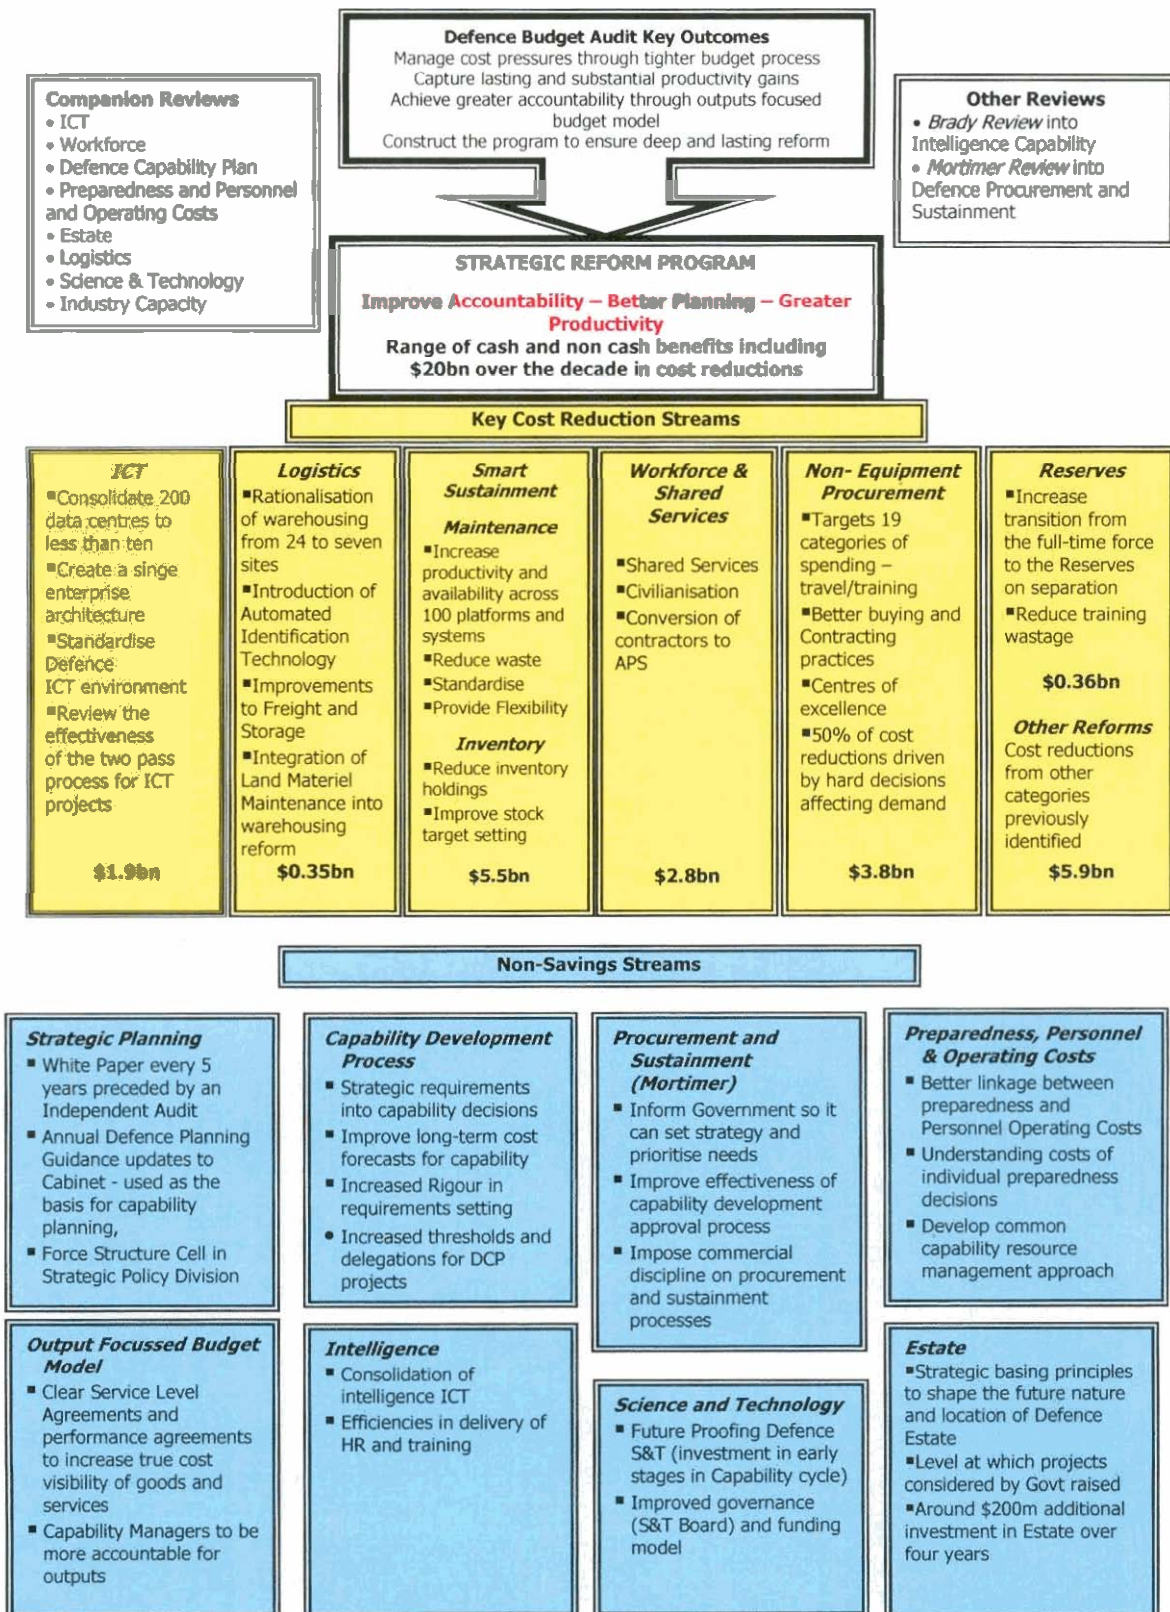 Defence Budget Audit Key Outcomes
Manage cost pressures through tighter budget process
Capture lasting and substantial productivity gains
Achieve greater accountability through outputs focused
budget model
Construct the program to ensure deep and lasting reform
Companion Reviews
• ICT
• Workforce
• Defence Capability Plan
• Preparedness and Personnel
and Operating Costs
• Estate
• Logistics
• Science & Technology
• Industry Capacity
Other Reviews
• Brady Review into
Intelligence Capability
• Mortimer Review into
Defence Procurement and
Sustainment
STRATEGIC REFORM PROGRAM
Improve Accountability – Better Planning – Greater
Productivity
Range of cash and non cash benefits including
$20bn over the decade in cost reductions
Key Cost Reduction Streams
ICT
▪Consolidate 200
data centres to
less than ten
▪Create a singe
enterprise
architecture
▪Standardise
Defence
ICT environment
▪Review the
effectiveness
of the two pass
process for ICT
projects
$1.9bn
Logistics
▪Rationalisation
of warehousing
from 24 to seven
sites
▪Introduction of
Automated
Identification
Technology
▪Improvements
to Freight and
Storage
▪Integration of
Land Materiel
Maintenance into
warehousing
reform
$0.35bn
Smart
Sustainment
Maintenance
▪Increase
productivity and
availability across
100 platforms and
systems
▪Reduce waste
▪Standardise
▪Provide Flexibility
Inventory
▪Reduce inventory
holdings
▪Improve stock
target setting
$5.5bn
Workforce &
Shared
Services
▪Shared Services
▪Civilianisation
▪Conversion of
contractors to
APS
$2.8bn
Non- Equipment
Procurement
▪Targets 19
categories of
spending –
travel/training
▪Better buying and
Contracting
practices
▪Centres of
excellence
▪50% of cost
reductions driven
by hard decisions
affecting demand
$3.8bn
Reserves
▪Increase
transition from
the full-time force
to the Reserves
on separation
▪Reduce training
wastage
$0.36bn
Other Reforms
Cost reductions
from other
categories
previously
identified
$5.9bn
Non-Savings Streams
Strategic Planning
▪ White Paper every 5
years preceded by an
Independent Audit
▪ Annual Defence Planning
Guidance updates to
Cabinet - used as the
basis for capability
planning,
▪ Force Structure Cell in
Strategic Policy Division
Capability Development
Process
▪ Strategic requirements
into capability decisions
▪ Improve long-term cost
forecasts for capability
▪ Increased Rigour in
requirements setting
• Increased thresholds and
delegations for DCP
projects
Procurement and
Sustainment
(Mortimer)
▪ Inform Government so it
can set strategy and
prioritise needs
▪ Improve effectiveness of
capability development
approval process
▪ Impose commercial
discipline on procurement
and sustainment
processes
Preparedness, Personnel
& Operating Costs
▪ Better linkage between
preparedness and
Personnel Operating Costs
▪ Understanding costs of
individual preparedness
decisions
▪ Develop common
capability resource
management approach
Output Focussed Budget
Model
▪ Clear Service Level
Agreements and
performance agreements
to increase true cost
visibility of goods and
services
▪ Capability Managers to be
more accountable for
outputs
Intelligence
▪ Consolidation of
intelligence ICT
▪ Efficiencies in delivery of
HR and training
Science and Technology
▪ Future Proofing Defence
S&T (investment in early
stages in Capability cycle)
▪ Improved governance
(S&T Board) and funding
model
Estate
▪Strategic basing principles
to shape the future nature
and location of Defence
Estate
▪Level at which projects
considered by Govt raised
▪Around $200m additional
investment in Estate over
four years